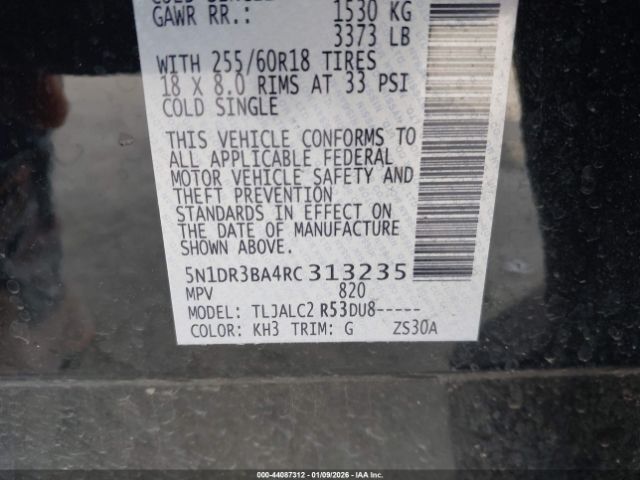 GAWR RR.: 1530 KG
3373 LB
WITH 255/60R18 TIRES
18 X 8.0 RIMS AT 33 PSI
COLD SINGLE
THIS VEHICLE CONFORMS TO
ALL APPLICABLE FEDERAL
MOTOR VEHICLE SAFETY AND
THEFT PREVENTION
STANDARDS IN EFFECT ON
THE DATE OF MANUFACTURE
SHOWN ABOVE.
5N1DR3BA4RC 313235
MPV 820
MODEL: TLJALC2 R53DU8-----
COLOR: KH3 TRIM: G ZS30A
000-44087312 | 01/09/2026 | IAA Inc.